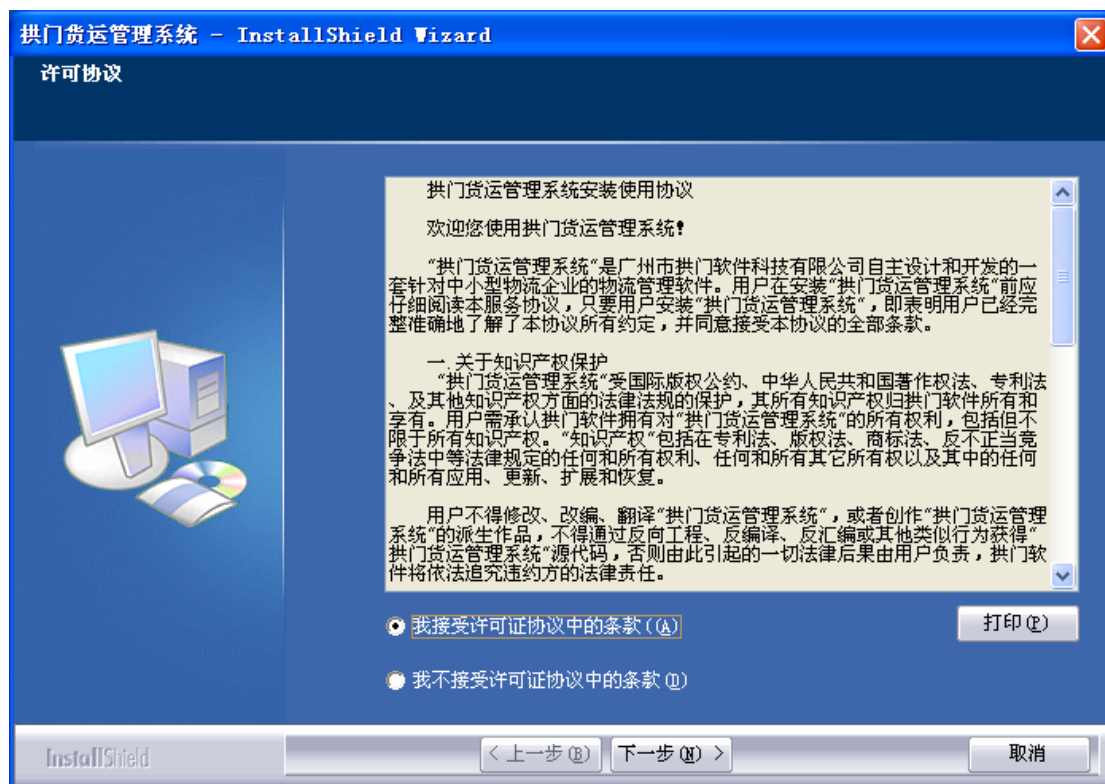 拱门货运管理系统 - InstallShield Wizard
许可协议
拱门货运管理系统安装使用协议
欢迎您使用拱门货运管理系统！
“拱门货运管理系统”是广州市拱门软件科技有限公司自主设计和开发的一
套针对中小型物流企业的物流管理软件。用户在安装“拱门货运管理系统”前应
仔细阅读本服务协议，只要用户安装“拱门货运管理系统”，即表明用户已经完
整准确地了解了本协议所有约定，并同意接受本协议的全部条款。
一.关于知识产权保护
“拱门货运管理系统”受国际版权公约、中华人民共和国著作权法、专利法
、及其他知识产权方面的法律法规的保护，其所有知识产权归拱门软件所有和
享有。用户需承认拱门软件拥有对“拱门货运管理系统”的所有权利，包括但不
限于所有知识产权。“知识产权”包括在专利法、版权法、商标法、反不正当竞
争法中等法律规定的任何和所有权利、任何和所有其它所有权以及其中的任何
和所有应用、更新、扩展和恢复。
用户不得修改、改编、翻译“拱门货运管理系统”，或者创作“拱门货运管理
系统”的派生作品，不得通过反向工程、反编译、反汇编或其他类似行为获得“
拱门货运管理系统”源代码，否则由此引起的一切法律后果由用户负责，拱门软
件将依法追究违约方的法律责任。
我接受许可证协议中的条款((A)
打印(P)
我不接受许可证协议中的条款(D)
InstallShield
< 上一步(B)
下一步(N) >
取消